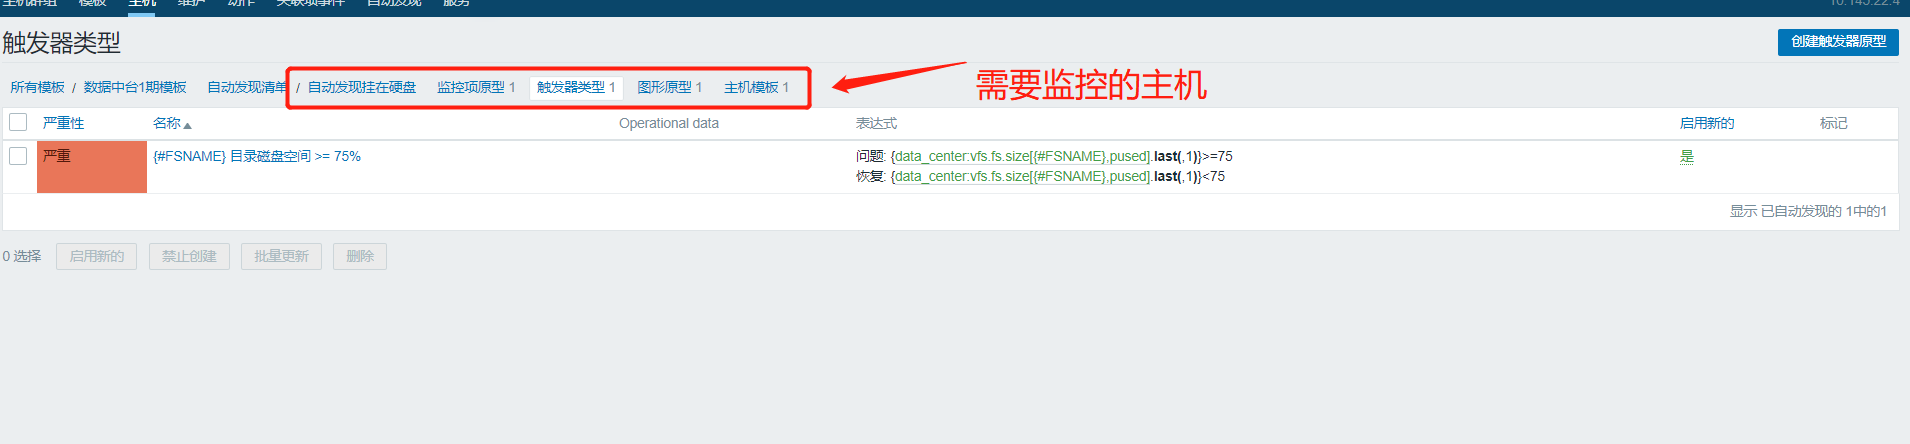 主机群组 模板 主机 维护 动作 关联项事件 自动发现 服务
触发器类型
创建触发器原型
所有模板 / 数据中台1期模板 自动发现清单 / 自动发现挂在硬盘 监控项原型 1 触发器类型 1 图形原型 1 主机模板 1
需要监控的主机
严重性 名称 Operational data 表达式 启用新的 标记
严重 {#FSNAME} 目录磁盘空间 >= 75% 问题: {data_center:vfs.fs.size[{#FSNAME},pused].last(,1)}>=75 是
恢复: {data_center:vfs.fs.size[{#FSNAME},pused].last(,1)}<75
显示 已自动发现的 1中的1
0 选择 启用新的 禁止创建 批量更新 删除